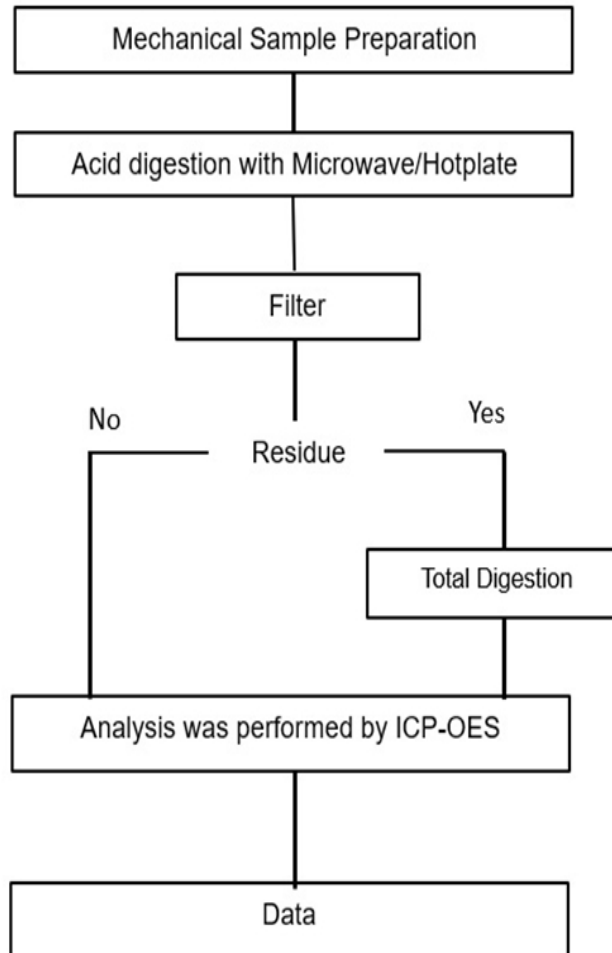 Mechanical Sample Preparation
Acid digestion with Microwave/Hotplate
Filter
No
Yes
Residue
Total Digestion
Analysis was performed by ICP-OES
Data